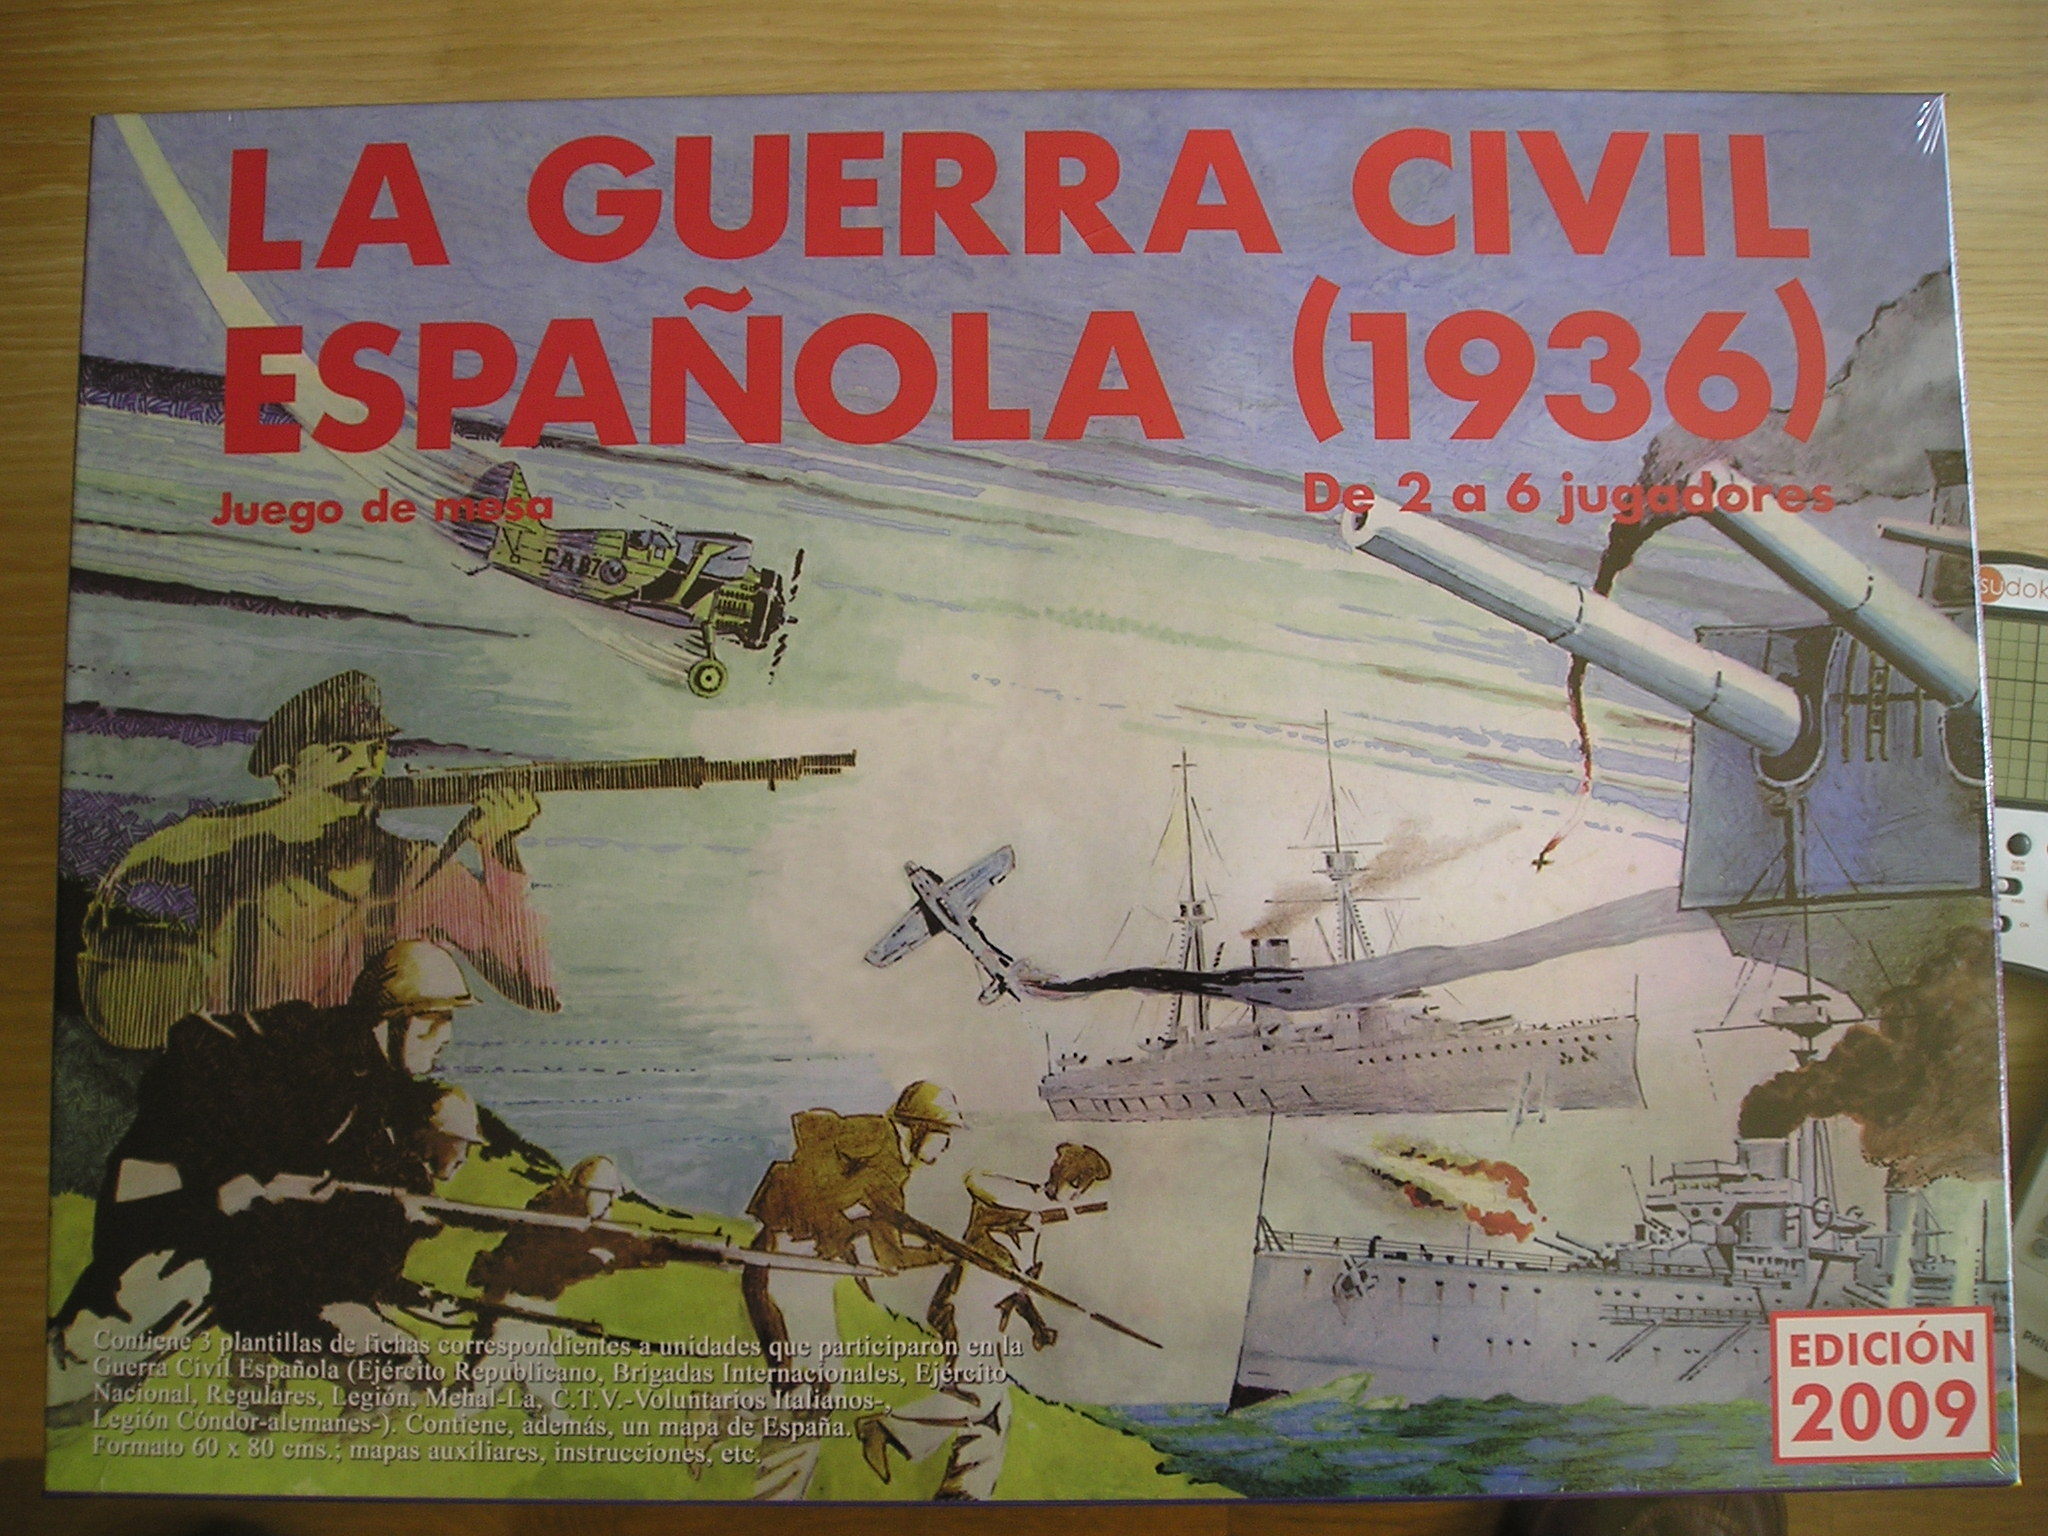 LA GUERRA CIVIL
ESPAÑOLA (1936)
Juego de mesa
De 2 a 6 jugadores
CA 97
sudok
Contiene 3 plantillas de fichas correspondientes a unidades que participaron en la
Guerra Civil Española (Ejército Republicano, Brigadas Internacionales, Ejército
Nacional, Regulares, Legión, Mehal-La, C.T.V.-Voluntarios Italianos-,
Legión Cóndor-alemanes-). Contiene, además, un mapa de España.
Formato 60 x 80 cms.; mapas auxiliares, instrucciones, etc.
EDICIÓN
2009